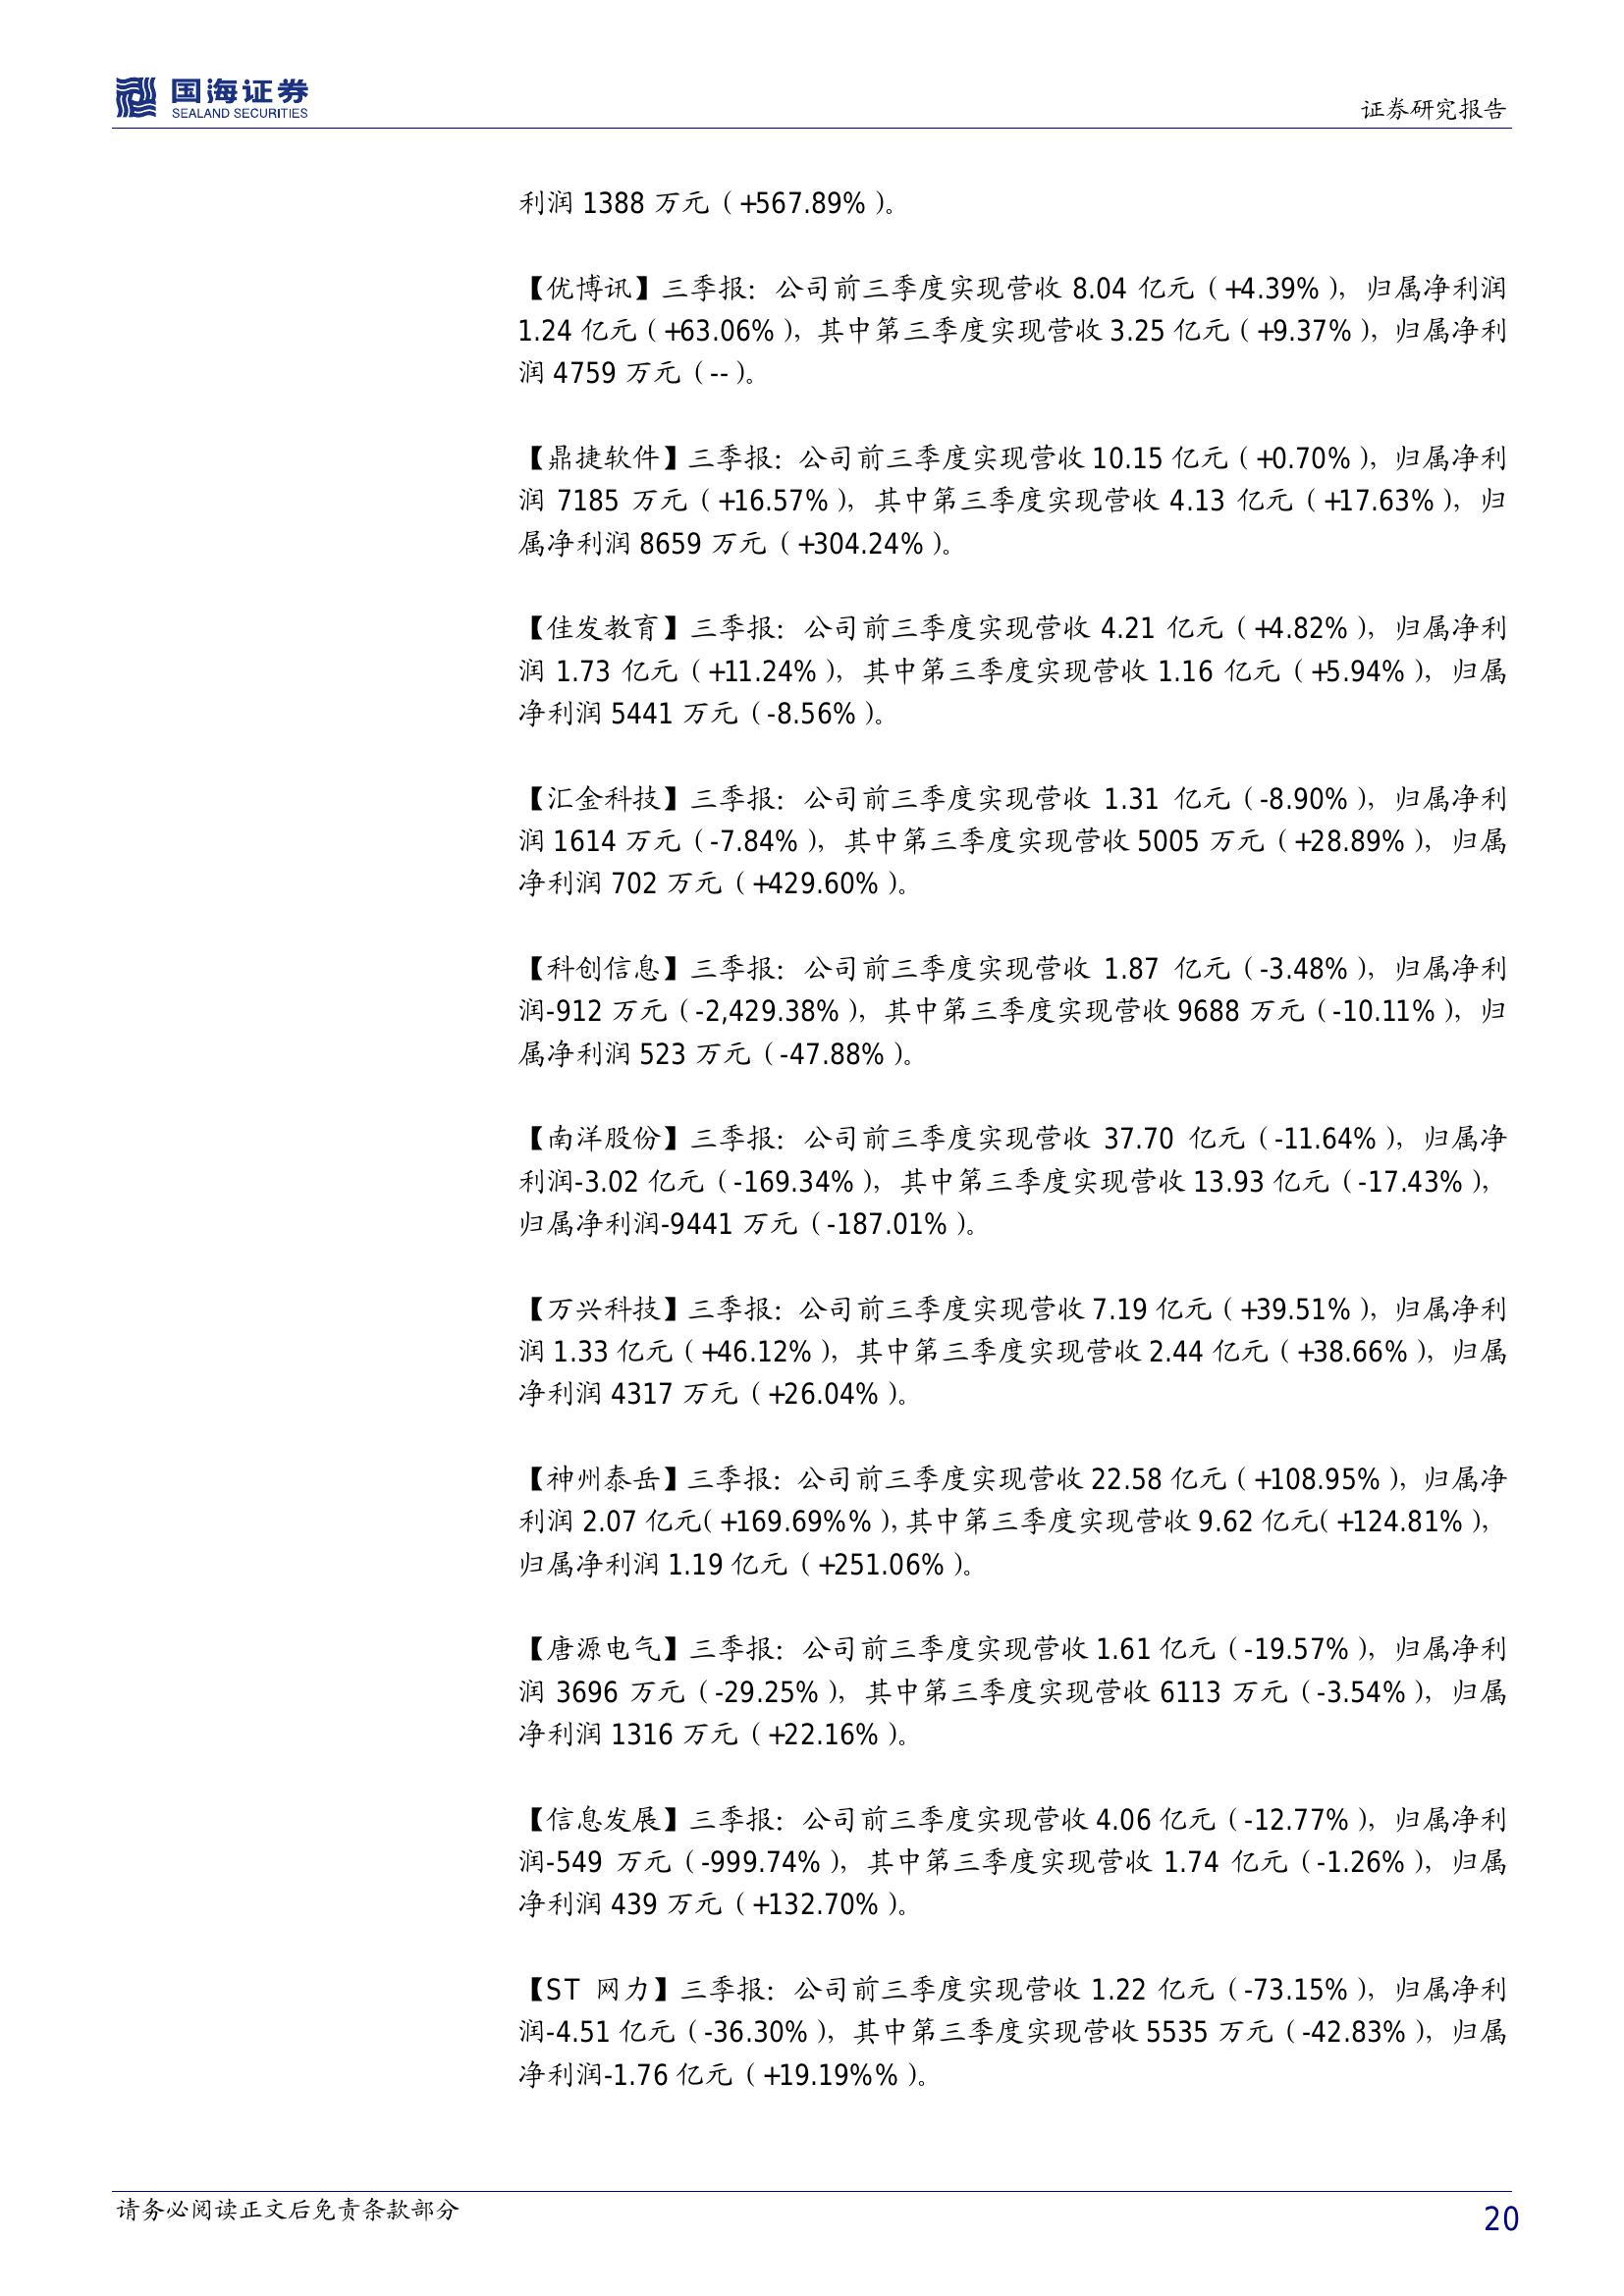 国海证券
SEALAND SECURITIES
证券研究报告
利润 1388 万元（+567.89%）。
【优博讯】三季报：公司前三季度实现营收 8.04 亿元（+4.39%），归属净利润
1.24 亿元（+63.06%），其中第三季度实现营收 3.25 亿元（+9.37%），归属净利
润 4759 万元（--）。
【鼎捷软件】三季报：公司前三季度实现营收 10.15 亿元（+0.70%），归属净利
润 7185 万元（+16.57%），其中第三季度实现营收 4.13 亿元（+17.63%），归
属净利润 8659 万元（+304.24%）。
【佳发教育】三季报：公司前三季度实现营收 4.21 亿元（+4.82%），归属净利
润 1.73 亿元（+11.24%），其中第三季度实现营收 1.16 亿元（+5.94%），归属
净利润 5441 万元（-8.56%）。
【汇金科技】三季报：公司前三季度实现营收 1.31 亿元（-8.90%），归属净利
润 1614 万元（-7.84%），其中第三季度实现营收 5005 万元（+28.89%），归属
净利润 702 万元（+429.60%）。
【科创信息】三季报：公司前三季度实现营收 1.87 亿元（-3.48%），归属净利
润-912 万元（-2,429.38%），其中第三季度实现营收 9688 万元（-10.11%），归
属净利润 523 万元（-47.88%）。
【南洋股份】三季报：公司前三季度实现营收 37.70 亿元（-11.64%），归属净
利润-3.02 亿元（-169.34%），其中第三季度实现营收 13.93 亿元（-17.43%），
归属净利润-9441 万元（-187.01%）。
【万兴科技】三季报：公司前三季度实现营收 7.19 亿元（+39.51%），归属净利
润 1.33 亿元（+46.12%），其中第三季度实现营收 2.44 亿元（+38.66%），归属
净利润 4317 万元（+26.04%）。
【神州泰岳】三季报：公司前三季度实现营收 22.58 亿元（+108.95%），归属净
利润 2.07 亿元（+169.69%%），其中第三季度实现营收 9.62 亿元（+124.81%），
归属净利润 1.19 亿元（+251.06%）。
【唐源电气】三季报：公司前三季度实现营收 1.61 亿元（-19.57%），归属净利
润 3696 万元（-29.25%），其中第三季度实现营收 6113 万元（-3.54%），归属
净利润 1316 万元（+22.16%）。
【信息发展】三季报：公司前三季度实现营收 4.06 亿元（-12.77%），归属净利
润-549 万元（-999.74%），其中第三季度实现营收 1.74 亿元（-1.26%），归属
净利润 439 万元（+132.70%）。
【ST 网力】三季报：公司前三季度实现营收 1.22 亿元（-73.15%），归属净利
润-4.51 亿元（-36.30%），其中第三季度实现营收 5535 万元（-42.83%），归属
净利润-1.76 亿元（+19.19%%）。
请务必阅读正文后免责条款部分
20